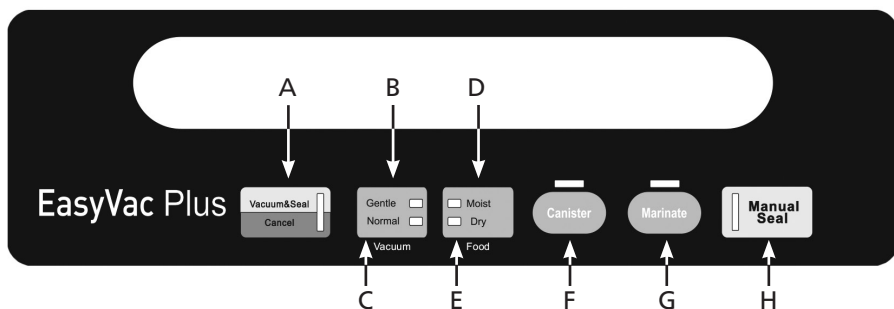 A
B
D
EasyVac Plus
Vacuum&Seal
Cancel
Gentle
Normal
Vacuum
Moist
Dry
Food
Canister
Marinate
Manual
Seal
C
E
F
G
H